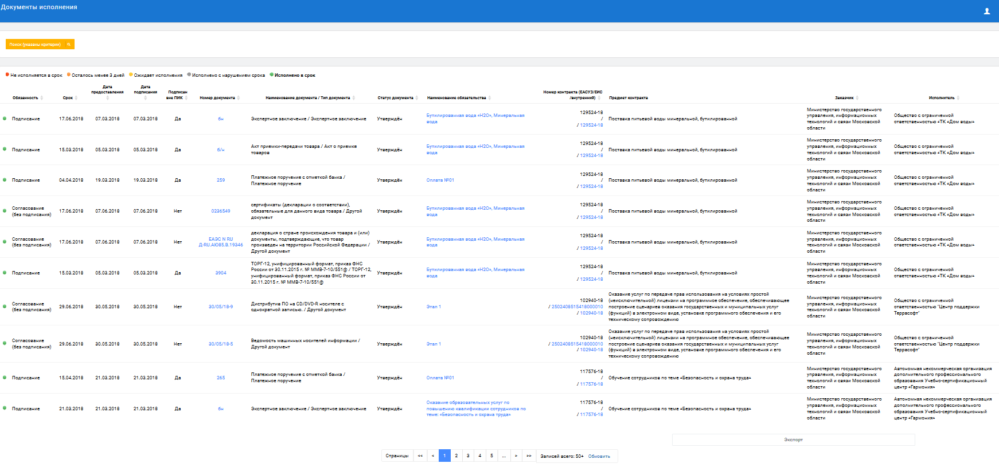 Документы исполнения
Поиск (указаны критерии)
Не исполняется в срок Осталось менее 3 дней Ожидает исполнения Исполнено с нарушением срока Исполнено в срок
Обязанность Срок Дата предоставления Дата подписания Подписан вне ПИК Номер документа Наименование документа / Тип документа Статус документа Наименование обязательства Номер контракта (ЕАСУЗ/ЕИС /внутренний) Предмет контракта Заказчик Исполнитель
Подписание 17.06.2018 07.03.2018 07.03.2018 Да бн Экспертное заключение / Экспертное заключение Утверждён Бутилированная вода «H2O», Минеральная вода 129524-18 / / 129524-18 Поставка питьевой воды минеральной, бутилированной Министерство государственного управления, информационных технологий и связи Московской области Общество с ограниченной ответственностью «ТК «Дом воды»
Подписание 15.03.2018 05.03.2018 05.03.2018 Да б/н Акт приемки-передачи товара / Акт о приемке товаров Утверждён Бутилированная вода «H2O», Минеральная вода 129524-18 / / 129524-18 Поставка питьевой воды минеральной, бутилированной Министерство государственного управления, информационных технологий и связи Московской области Общество с ограниченной ответственностью «ТК «Дом воды»
Подписание 04.04.2018 19.03.2018 19.03.2018 Да 259 Платежное поручение с отметкой банка / Платежное поручение Утверждён Оплата №01 129524-18 / / 129524-18 Поставка питьевой воды минеральной, бутилированной Министерство государственного управления, информационных технологий и связи Московской области Общество с ограниченной ответственностью «ТК «Дом воды»
Согласование (без подписания) 17.06.2018 07.06.2018 07.06.2018 Нет 0236549 сертификаты (декларации о соответствии), обязательные для данного вида товара / Другой документ Утверждён Бутилированная вода «H2O», Минеральная вода 129524-18 / / 129524-18 Поставка питьевой воды минеральной, бутилированной Министерство государственного управления, информационных технологий и связи Московской области Общество с ограниченной ответственностью «ТК «Дом воды»
Согласование (без подписания) 17.06.2018 07.06.2018 07.06.2018 Нет ЕАЭС N RU Д-RU.АЮ85.В.19346 декларация о стране происхождения товара и (или) документы, подтверждающие, что товар произведен на территории Российской Федерации / Другой документ Утверждён Бутилированная вода «H2O», Минеральная вода 129524-18 / / 129524-18 Поставка питьевой воды минеральной, бутилированной Министерство государственного управления, информационных технологий и связи Московской области Общество с ограниченной ответственностью «ТК «Дом воды»
Подписание 15.03.2018 05.03.2018 05.03.2018 Да 3904 ТОРГ-12, унифицированный формат, приказ ФНС России от 30.11.2015 г. № ММВ-7-10/551@ / ТОРГ-12, унифицированный формат, приказ ФНС России от 30.11.2015 г. № ММВ-7-10/551@ Утверждён Бутилированная вода «H2O», Минеральная вода 129524-18 / / 129524-18 Поставка питьевой воды минеральной, бутилированной Министерство государственного управления, информационных технологий и связи Московской области Общество с ограниченной ответственностью «ТК «Дом воды»
Согласование (без подписания) 29.06.2018 30.05.2018 30.05.2018 Нет 30/05/18-9 Дистрибутив ПО на CD/DVD-R носителе с однократной записью. / Другой документ Утверждён Этап 1 102940-18 / 2502408515418000010 / 102940-18 Оказание услуг по передаче прав использования на условиях простой (неисключительной) лицензии на программное обеспечение, обеспечивающее построение сценариев оказания государственных и муниципальных услуг (функций) в электронном виде, установке программного обеспечения и его техническому сопровождению Министерство государственного управления, информационных технологий и связи Московской области Общество с ограниченной ответственностью "Центр поддержки Террасофт"
Согласование (без подписания) 29.06.2018 30.05.2018 30.05.2018 Нет 30/05/18-5 Ведомость машинных носителей информации / Другой документ Утверждён Этап 1 102940-18 / 2502408515418000010 / 102940-18 Оказание услуг по передаче прав использования на условиях простой (неисключительной) лицензии на программное обеспечение, обеспечивающее построение сценариев оказания государственных и муниципальных услуг (функций) в электронном виде, установке программного обеспечения и его техническому сопровождению Министерство государственного управления, информационных технологий и связи Московской области Общество с ограниченной ответственностью "Центр поддержки Террасофт"
Подписание 15.04.2018 21.03.2018 21.03.2018 Да 265 Платежное поручение с отметкой банка / Платежное поручение Утверждён Оплата №01 117576-18 / / 117576-18 Обучение сотрудников по теме «Безопасность и охрана труда» Министерство государственного управления, информационных технологий и связи Московской области Автономная некоммерческая организация дополнительного профессионального образования Учебно-сертификационный центр «Гармония»
Подписание 21.03.2018 21.03.2018 21.03.2018 Да бн Экспертное заключение / Экспертное заключение Утверждён Оказание образовательных услуг по повышению квалификации сотрудников по теме: «Безопасность и охрана труда» 117576-18 / / 117576-18 Обучение сотрудников по теме «Безопасность и охрана труда» Министерство государственного управления, информационных технологий и связи Московской области Автономная некоммерческая организация дополнительного профессионального образования Учебно-сертификационный центр «Гармония»
Экспорт
Страницы << < 1 2 3 4 5 ... > >> Записей всего: 50+ Обновить